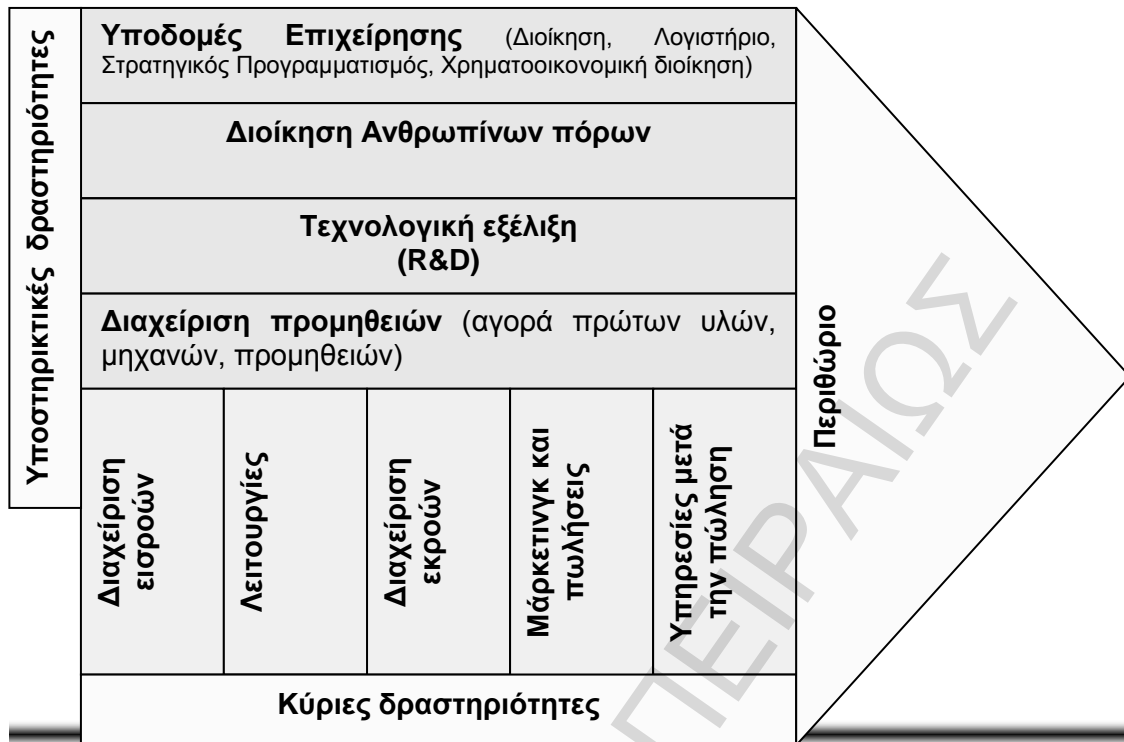 Υποστηρικτικές δραστηριότητες
Υποδομές Επιχείρησης (Διοίκηση, Λογιστήριο,
Στρατηγικός Προγραμματισμός, Χρηματοοικονομική διοίκηση)
Διοίκηση Ανθρωπίνων πόρων
Τεχνολογική εξέλιξη
(R&D)
Διαχείριση προμηθειών (αγορά πρώτων υλών,
μηχανών, προμηθειών)
Διαχείριση
εισροών
Λειτουργίες
Διαχείριση
εκροών
Μάρκετινγκ και
πωλήσεις
Υπηρεσίες μετά
την πώληση
Κύριες δραστηριότητες
Περιθώριο
ΠΕΙΡΑΙΩΣ